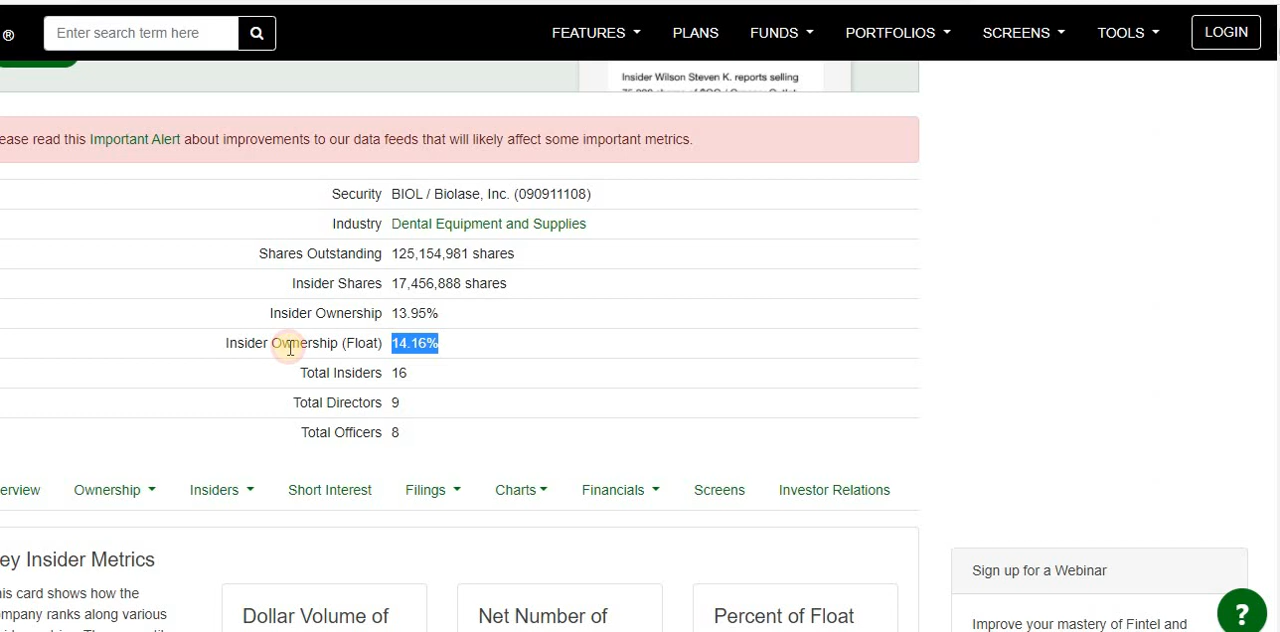 ®
Enter search term here
FEATURES
PLANS
FUNDS
PORTFOLIOS
SCREENS
TOOLS
LOGIN
Insider Wilson Steven K. reports selling
ease read this Important Alert about improvements to our data feeds that will likely affect some important metrics.
Security BIOL / Biolase, Inc. (090911108)
Industry Dental Equipment and Supplies
Shares Outstanding 125,154,981 shares
Insider Shares 17,456,888 shares
Insider Ownership 13.95%
Insider Ownership (Float) 14.16%
Total Insiders 16
Total Directors 9
Total Officers 8
erview
Ownership
Insiders
Short Interest
Filings
Charts
Financials
Screens
Investor Relations
ey Insider Metrics
his card shows how the
ompany ranks along various
Dollar Volume of
Net Number of
Percent of Float
Sign up for a Webinar
Improve your mastery of Fintel and
?